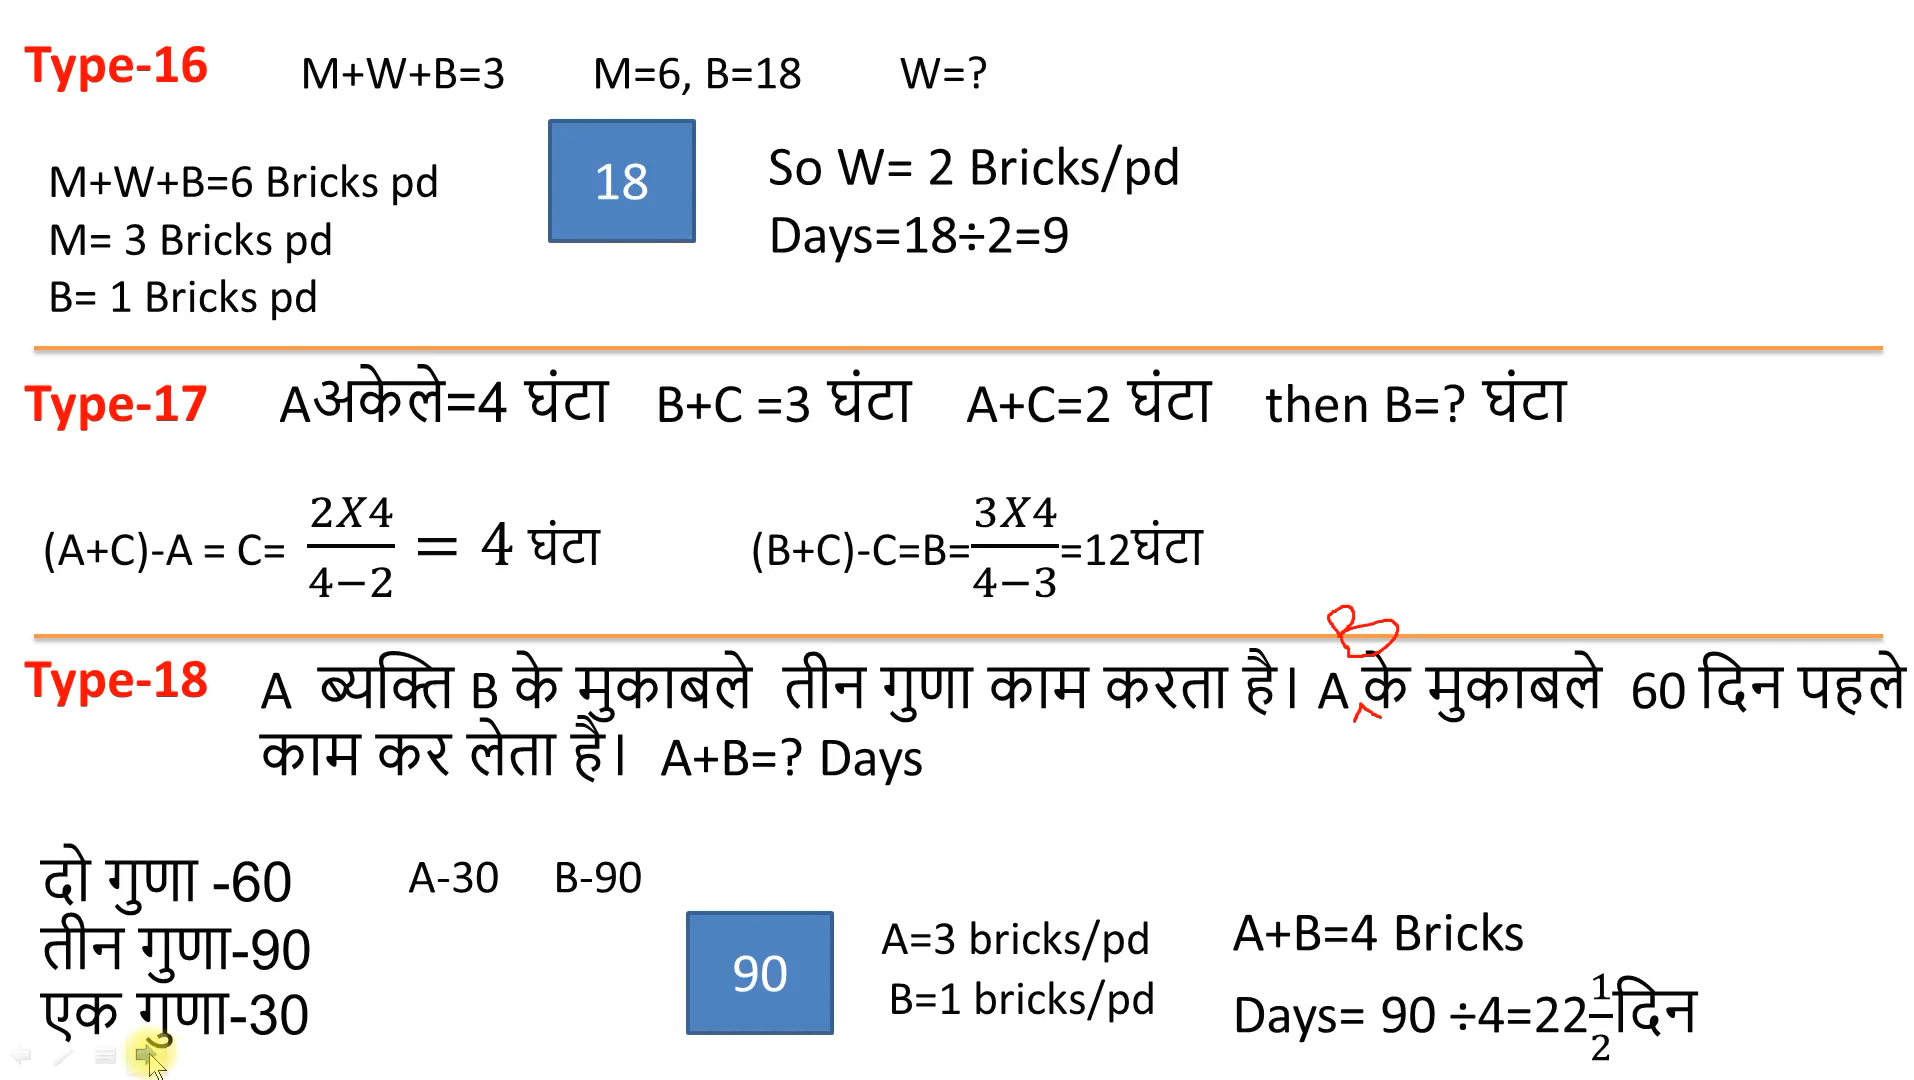 Type-16 M+W+B=3 M=6, B=18 W=?
M+W+B=6 Bricks pd
M= 3 Bricks pd
B= 1 Bricks pd
18
So W= 2 Bricks/pd
Days=18÷2=9
Type-17 Aअकेले=4 घंटा B+C =3 घंटा A+C=2 घंटा then B=? घंटा
(A+C)-A = C= 2X4/4−2 = 4 घंटा (B+C)-C=B=3X4/4−3=12घंटा
B
Type-18 A ब्यक्ति B के मुकाबले तीन गुणा काम करता है। A के मुकाबले 60 दिन पहले
काम कर लेता है। A+B=? Days
दो गुणा -60
तीन गुणा-90
एक गुणा-30
A-30 B-90
90
A=3 bricks/pd
B=1 bricks/pd
A+B=4 Bricks
Days= 90 ÷4=22 1/2 दिन